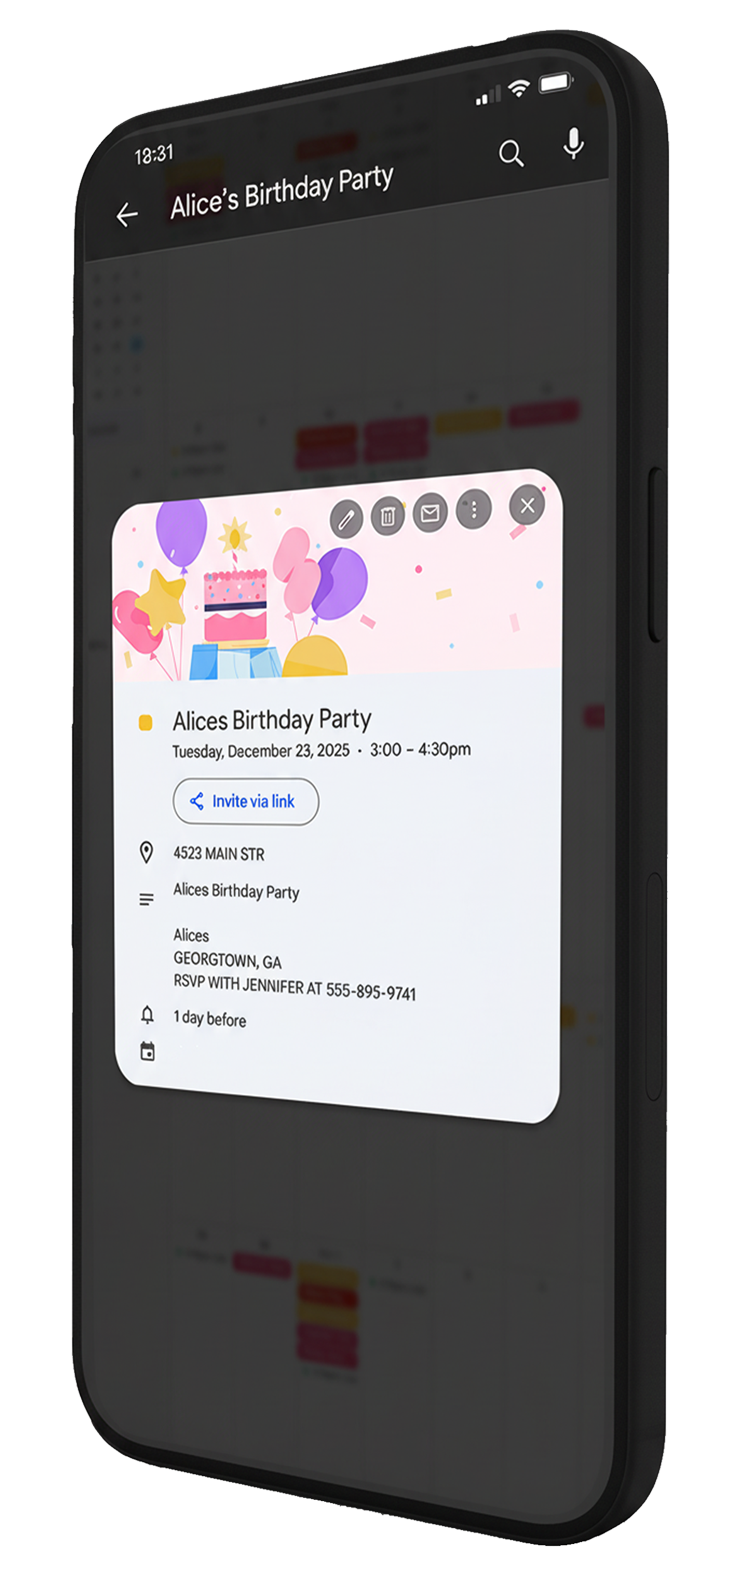 18:31
Alice's Birthday Party
Alices Birthday Party
Tuesday, December 23, 2025 · 3:00 – 4:30pm
Invite via link
4523 MAIN STR
Alices Birthday Party
Alices
GEORGTOWN, GA
RSVP WITH JENNIFER AT 555-895-9741
1 day before